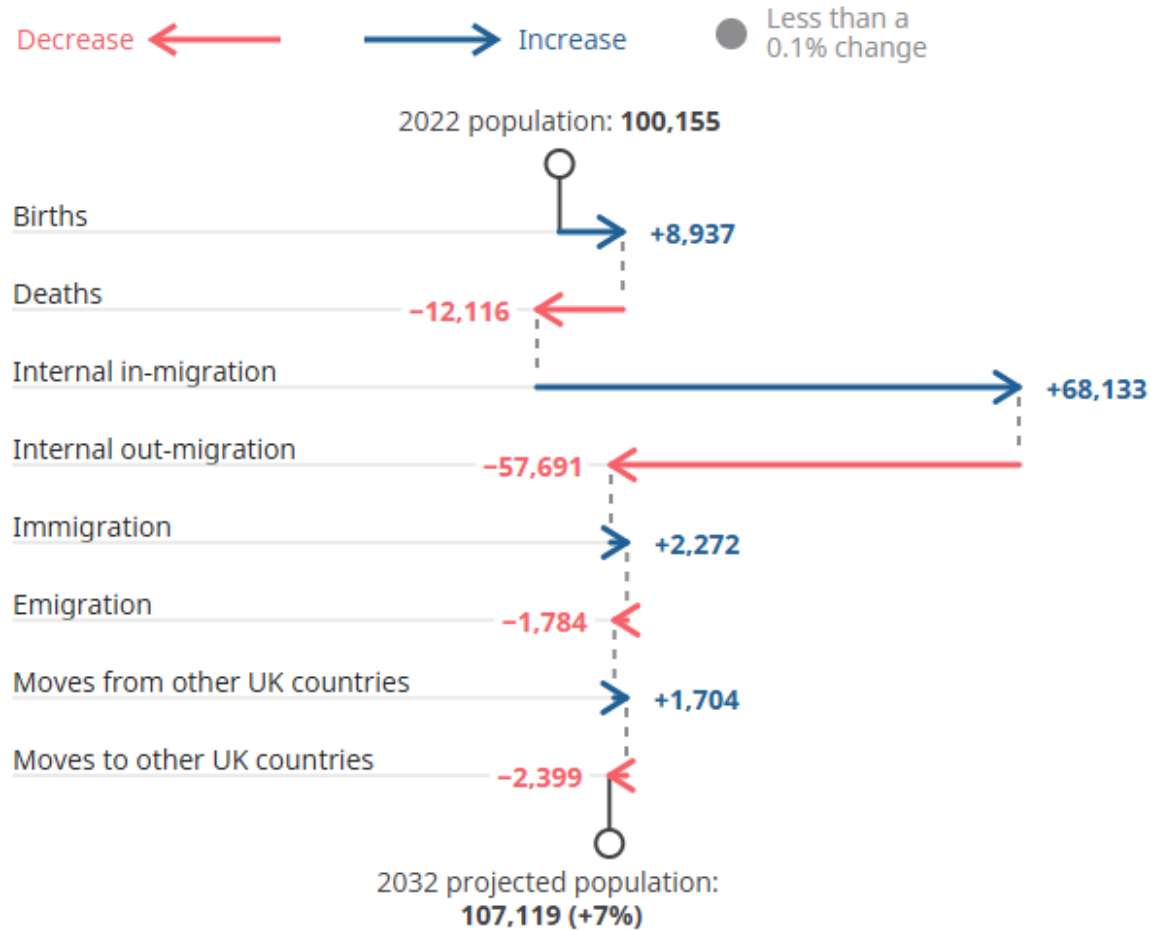 Decrease
Increase
Less than a
0.1% change
2022 population: 100,155
Births
+8,937
Deaths
−12,116
Internal in-migration
+68,133
Internal out-migration
−57,691
Immigration
+2,272
Emigration
−1,784
Moves from other UK countries
+1,704
Moves to other UK countries
−2,399
2032 projected population:
107,119 (+7%)